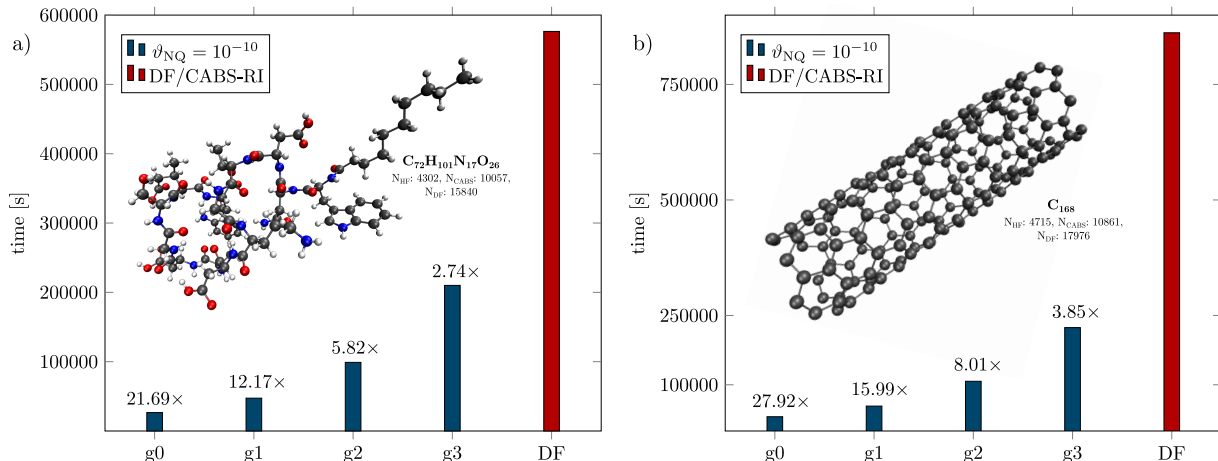 a)
600000
500000
400000
300000
200000
100000
time [s]
ϑNQ = 10−10
DF/CABS-RI
C72H101N17O26
NHF: 4302, NCABS: 10057,
NDF: 15840
21.69×
12.17×
5.82×
2.74×
g0 g1 g2 g3 DF
b)
750000
500000
250000
100000
time [s]
ϑNQ = 10−10
DF/CABS-RI
C168
NHF: 4715, NCABS: 10861,
NDF: 17976
27.92×
15.99×
8.01×
3.85×
g0 g1 g2 g3 DF